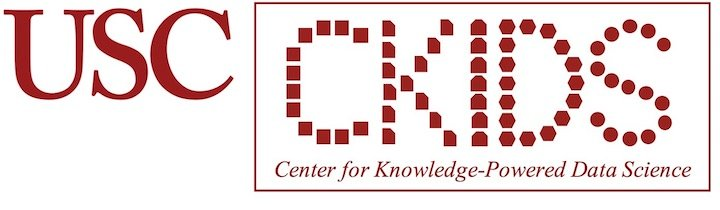 USC
CKIDS
Center for Knowledge-Powered Data Science